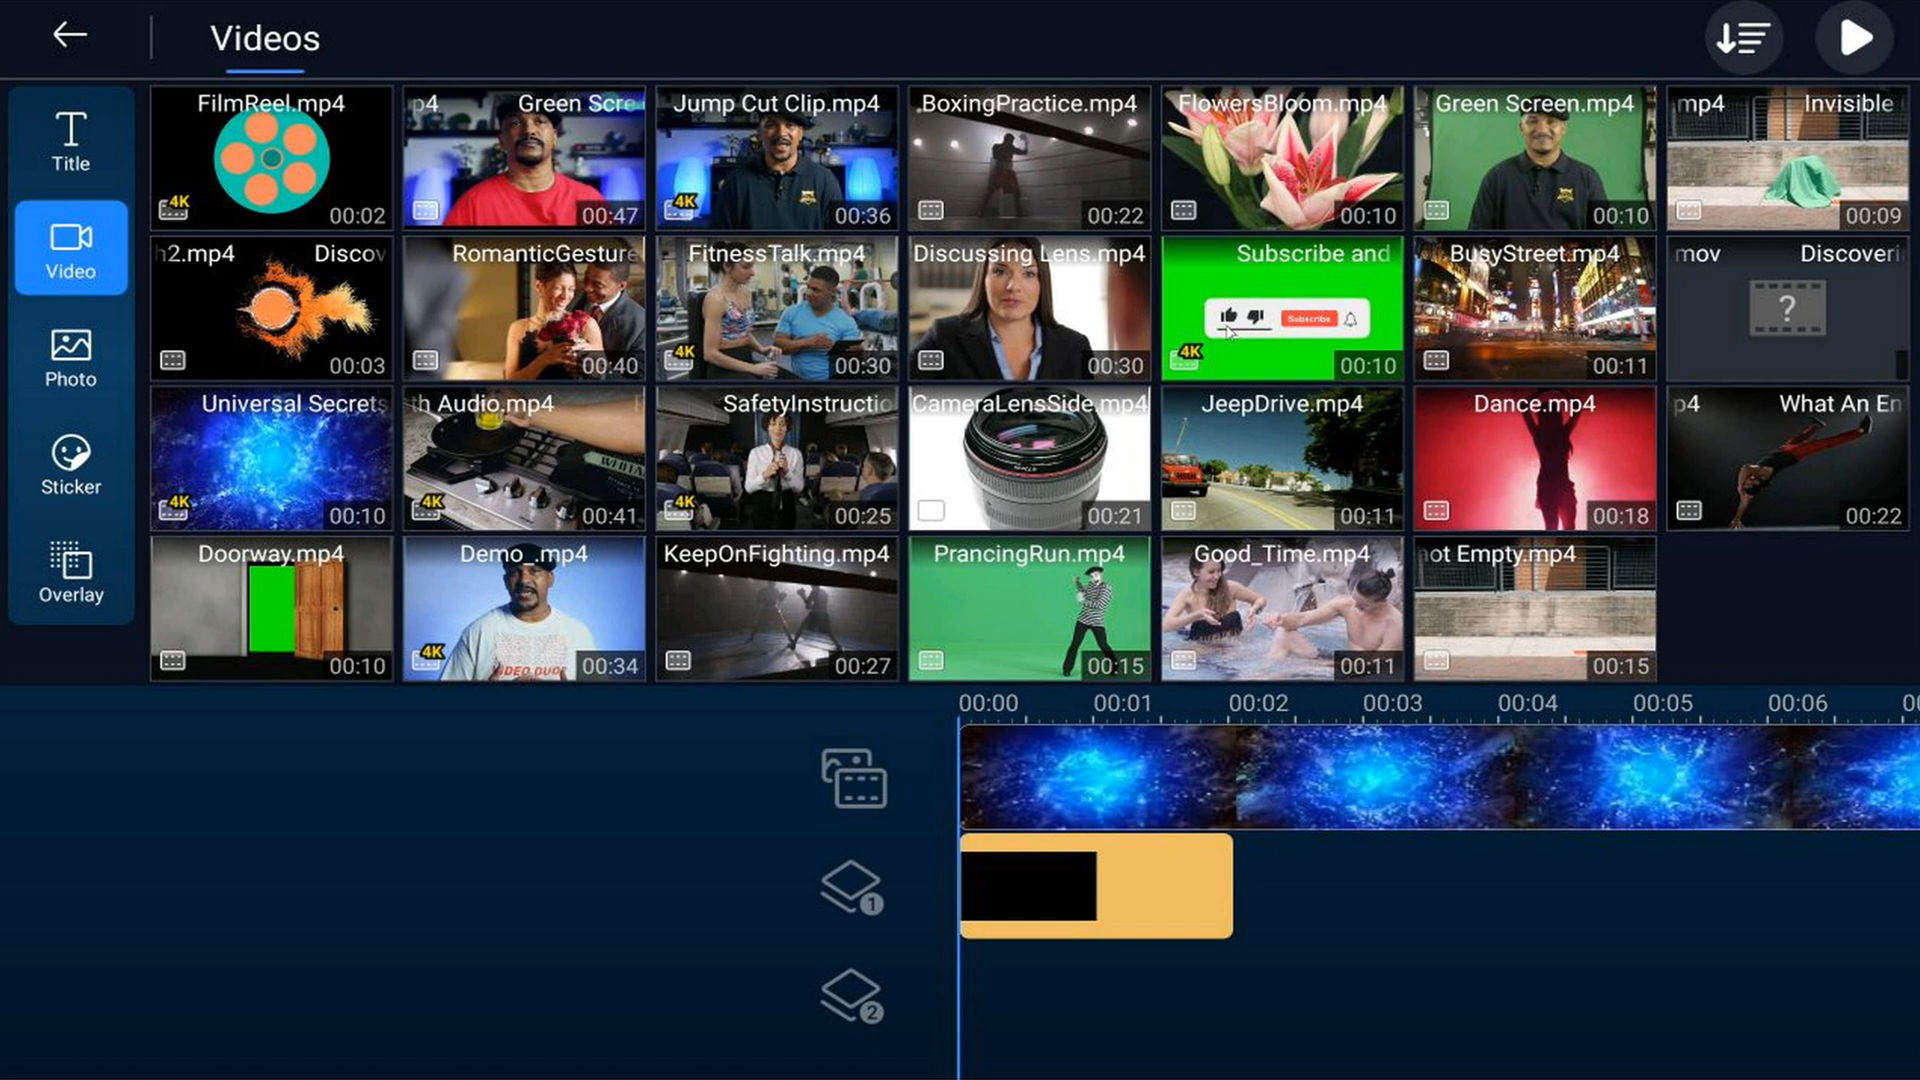 Videos
Title
Video
Photo
Sticker
Overlay
FilmReel.mp4
4K
00:02
p4 Green Scre
00:47
Jump Cut Clip.mp4
4K
00:36
BoxingPractice.mp4
00:22
FlowersBloom.mp4
00:10
Green Screen.mp4
00:10
mp4 Invisible
00:09
h2.mp4 Discov
00:03
RomanticGesture
00:40
FitnessTalk.mp4
4K
00:30
Discussing Lens.mp4
00:30
Subscribe and
Subscribe
4K
00:10
BusyStreet.mp4
00:11
mov Discoveri
?
Universal Secrets
4K
00:10
th Audio.mp4
4K
00:41
SafetyInstructio
4K
00:25
CameraLensSide.mp4
00:21
JeepDrive.mp4
00:11
Dance.mp4
00:18
p4 What An En
00:22
Doorway.mp4
00:10
Demo_.mp4
VIDEO DUDE
4K
00:34
KeepOnFighting.mp4
00:27
PrancingRun.mp4
00:15
Good_Time.mp4
00:11
not Empty.mp4
00:15
00:00 00:01 00:02 00:03 00:04 00:05 00:06
1
2